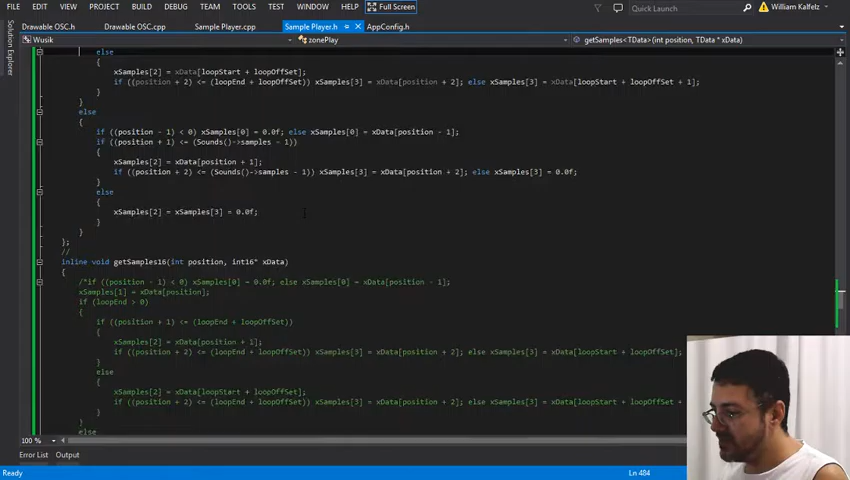 FILE EDIT VIEW PROJECT BUILD DEBUG TEAM TOOLS TEST WINDOW HELP Full Screen Quick Launch William Kalfelz
Drawable OSC.h Drawable OSC.cpp Sample Player.cpp Sample Player.h AppConfig.h
Solution Explorer
Wusik zonePlay getSamples<TData>(int position, TData * xData)
else
{
xSamples[2] = xData[loopStart + loopOffSet];
if ((position + 2) <= (loopEnd + loopOffSet)) xSamples[3] = xData[position + 2]; else xSamples[3] = xData[loopStart + loopOffSet + 1];
}
}
else
{
if ((position - 1) < 0) xSamples[0] = 0.0f; else xSamples[0] = xData[position - 1];
if ((position + 1) <= (Sounds()->samples - 1))
{
xSamples[2] = xData[position + 1];
if ((position + 2) <= (Sounds()->samples - 1)) xSamples[3] = xData[position + 2]; else xSamples[3] = 0.0f;
}
else
{
xSamples[2] = xSamples[3] = 0.0f;
}
}
};
//
inline void getSamples16(int position, int16* xData)
{
/*if ((position - 1) < 0) xSamples[0] = 0.0f; else xSamples[0] = xData[position - 1];
xSamples[1] = xData[position];
if (loopEnd > 0)
{
if ((position + 1) <= (loopEnd + loopOffSet))
{
xSamples[2] = xData[position + 1];
if ((position + 2) <= (loopEnd + loopOffSet)) xSamples[3] = xData[position + 2]; else xSamples[3] = xData[loopStart + loopOffSet];
}
else
{
xSamples[2] = xData[loopStart + loopOffSet];
if ((position + 2) <= (loopEnd + loopOffSet)) xSamples[3] = xData[position + 2]; else xSamples[3] = xData[loopStart + loopOffSet +
}
}
else
100 %
Error List Output
Ready Ln 484